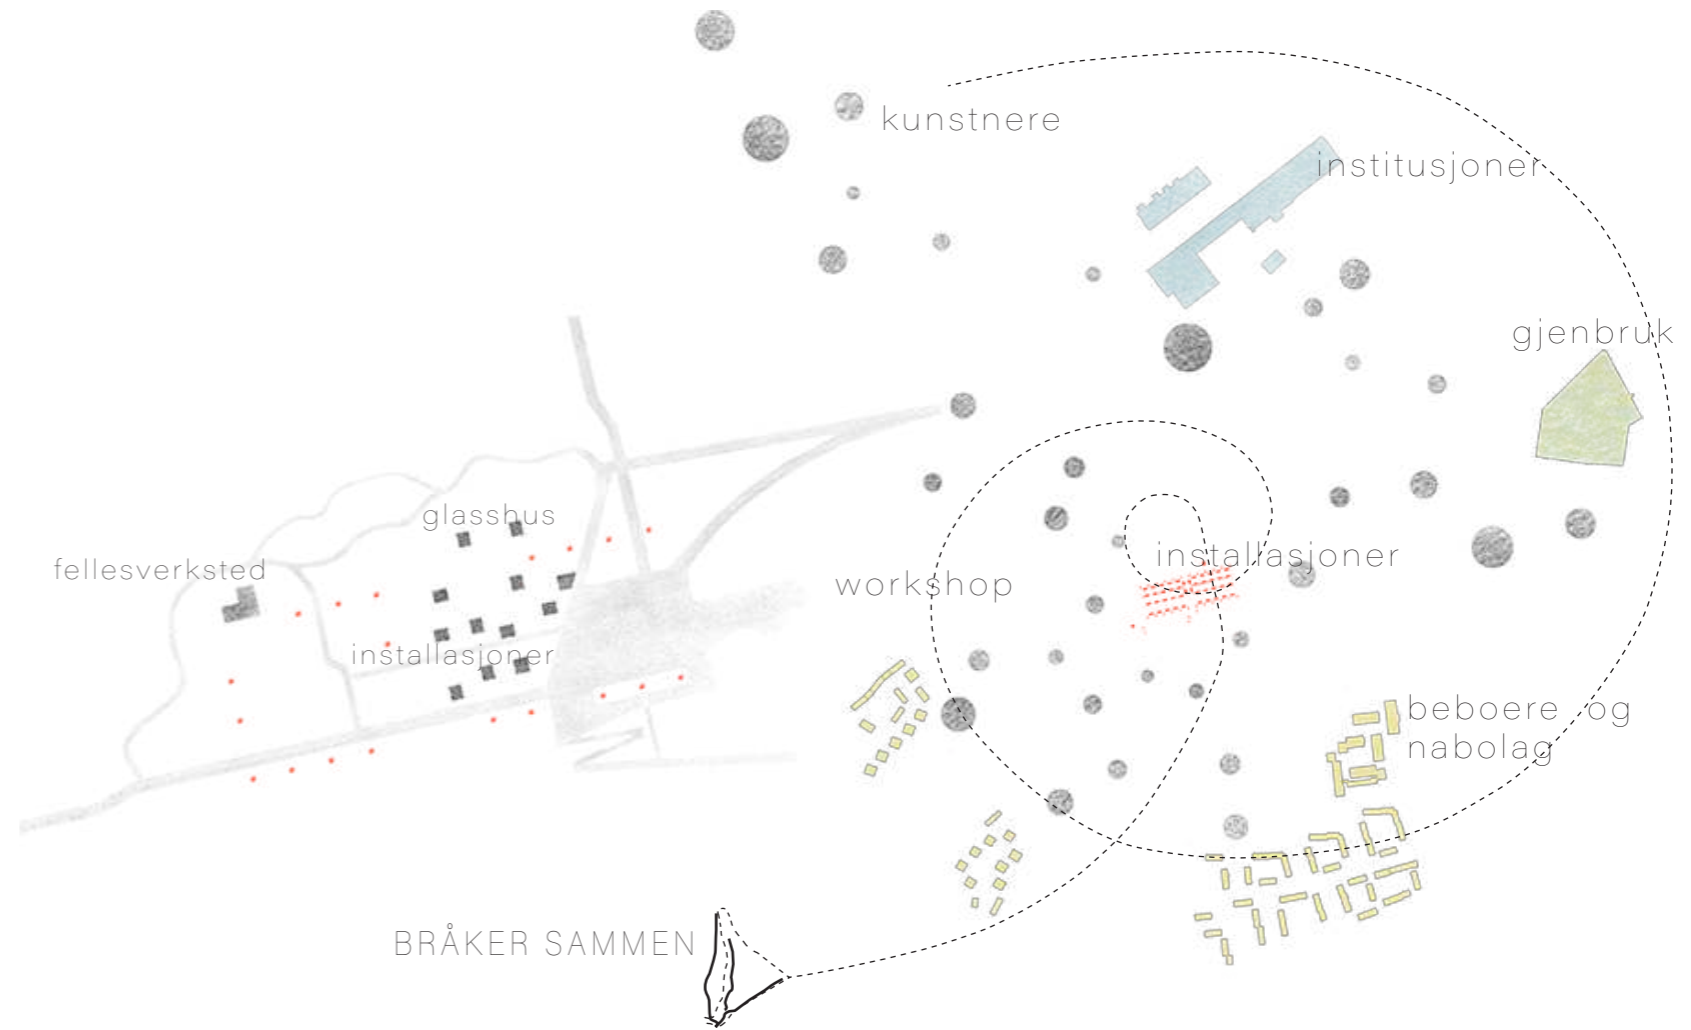 kunstnere
institusjoner
gjenbruk
glasshus
fellesverksted
installasjoner
workshop
installasjoner
beboere og
nabolag
BRÅKER SAMMEN